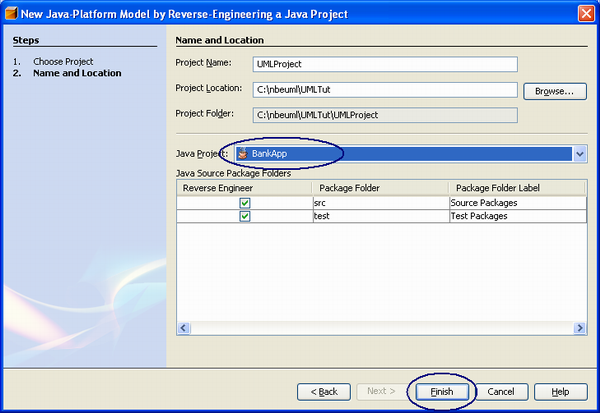 New Java-Platform Model by Reverse-Engineering a Java Project
Steps
1. Choose Project
2. Name and Location
Name and Location
Project Name: UMLProject
Project Location: C:\nbeuml\UMLTut Browse...
Project Folder: C:\nbeuml\UMLTut\UMLProject
Java Project: BankApp
Java Source Package Folders
Reverse Engineer Package Folder Package Folder Label
src Source Packages
test Test Packages
< Back Next > Finish Cancel Help